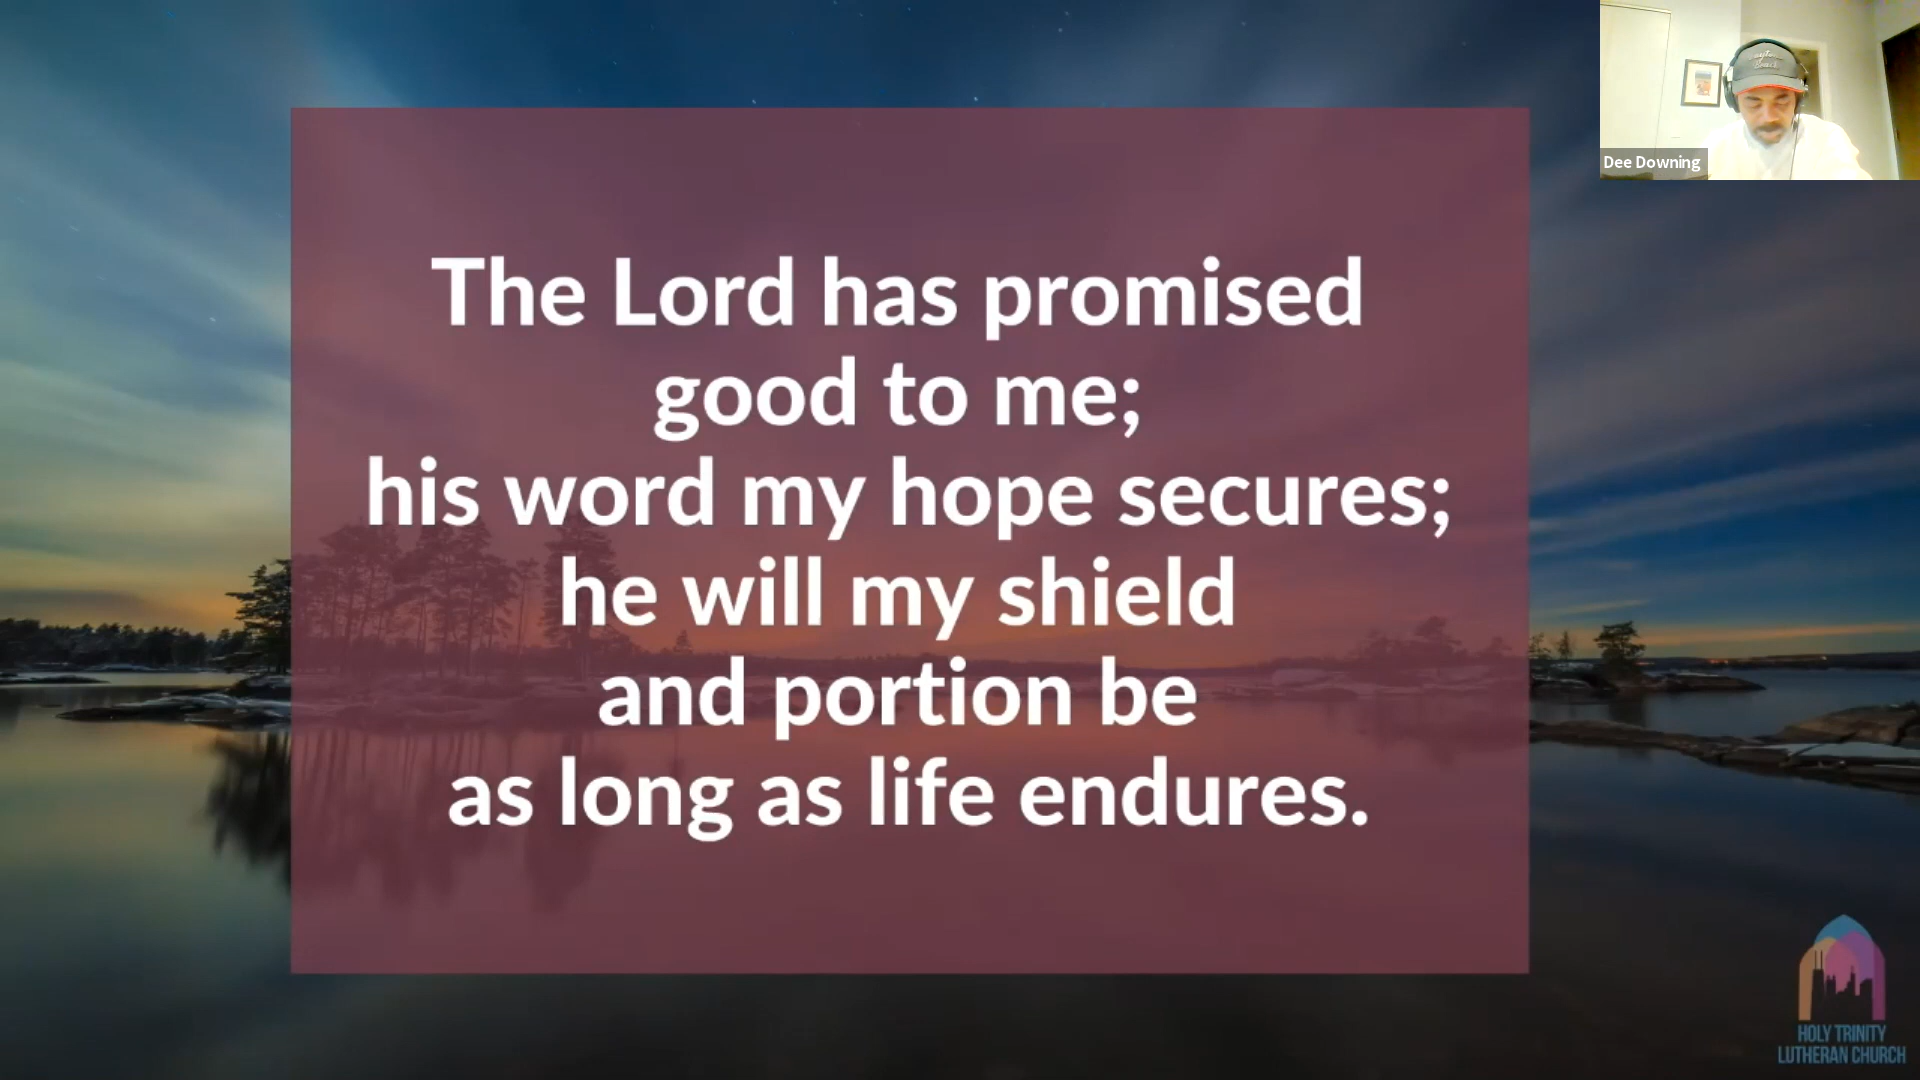 The Lord has promised
good to me;
his word my hope secures;
he will my shield
and portion be
as long as life endures.
Dee Downing
HOLY TRINITY
LUTHERAN CHURCH